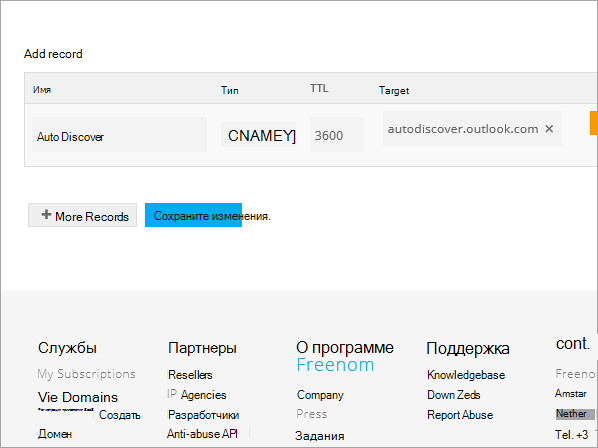 Add record
Имя Тип TTL Target
Auto Discover CNAMEY] 3600 autodiscover.outlook.com ×
+ More Records Сохраните изменения.
Службы Партнеры О программе Freenom Поддержка cont.
My Subscriptions Resellers Company Knowledgebase Freeno
Vie Domains IP Agencies Press Down Zeds Amstar
Создать Разработчики Задания Report Abuse Nether
Домен Anti-abuse API Tel. +3